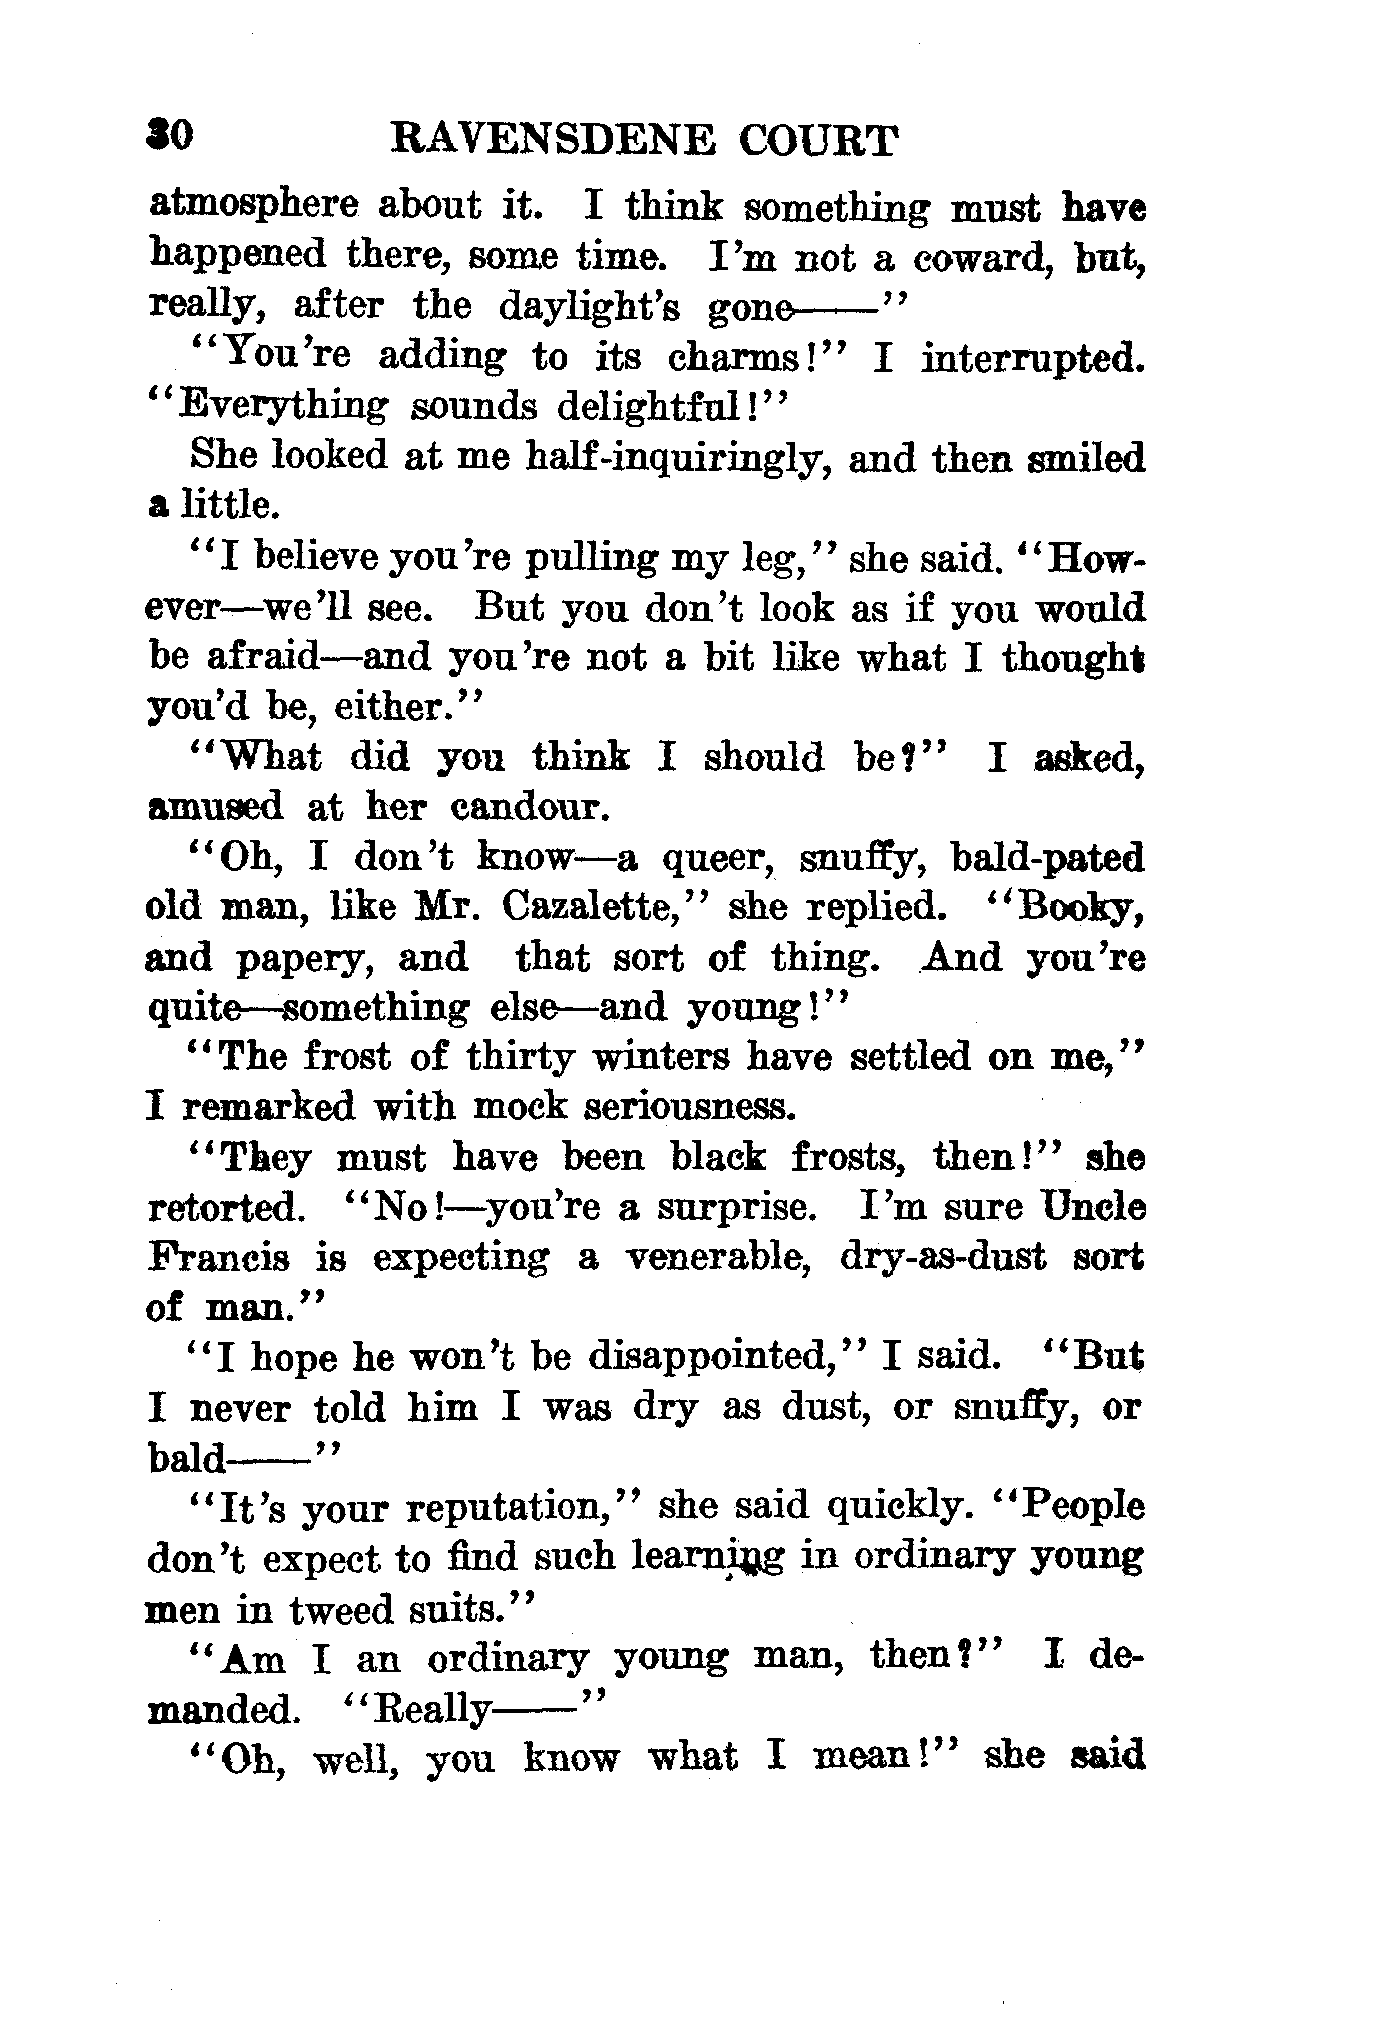 30 RAVENSDENE COURT
atmosphere about it. I think something must have
happened there, some time. I'm not a coward, but,
really, after the daylight's gone——"
"You're adding to its charms!" I interrupted.
"Everything sounds delightful!"
She looked at me half-inquiringly, and then smiled
a little.
"I believe you're pulling my leg," she said. "How-
ever—we'll see. But you don't look as if you would
be afraid—and you're not a bit like what I thought
you'd be, either."
"What did you think I should be?" I asked,
amused at her candour.
"Oh, I don't know—a queer, snuffy, bald-pated
old man, like Mr. Cazalette," she replied. "Booky,
and papery, and that sort of thing. And you're
quite—something else—and young!"
"The frost of thirty winters have settled on me,"
I remarked with mock seriousness.
"They must have been black frosts, then!" she
retorted. "No!—you're a surprise. I'm sure Uncle
Francis is expecting a venerable, dry-as-dust sort
of man."
"I hope he won't be disappointed," I said. "But
I never told him I was dry as dust, or snuffy, or
bald——"
"It's your reputation," she said quickly. "People
don't expect to find such learning in ordinary young
men in tweed suits."
"Am I an ordinary young man, then?" I de-
manded. "Really——"
"Oh, well, you know what I mean!" she said